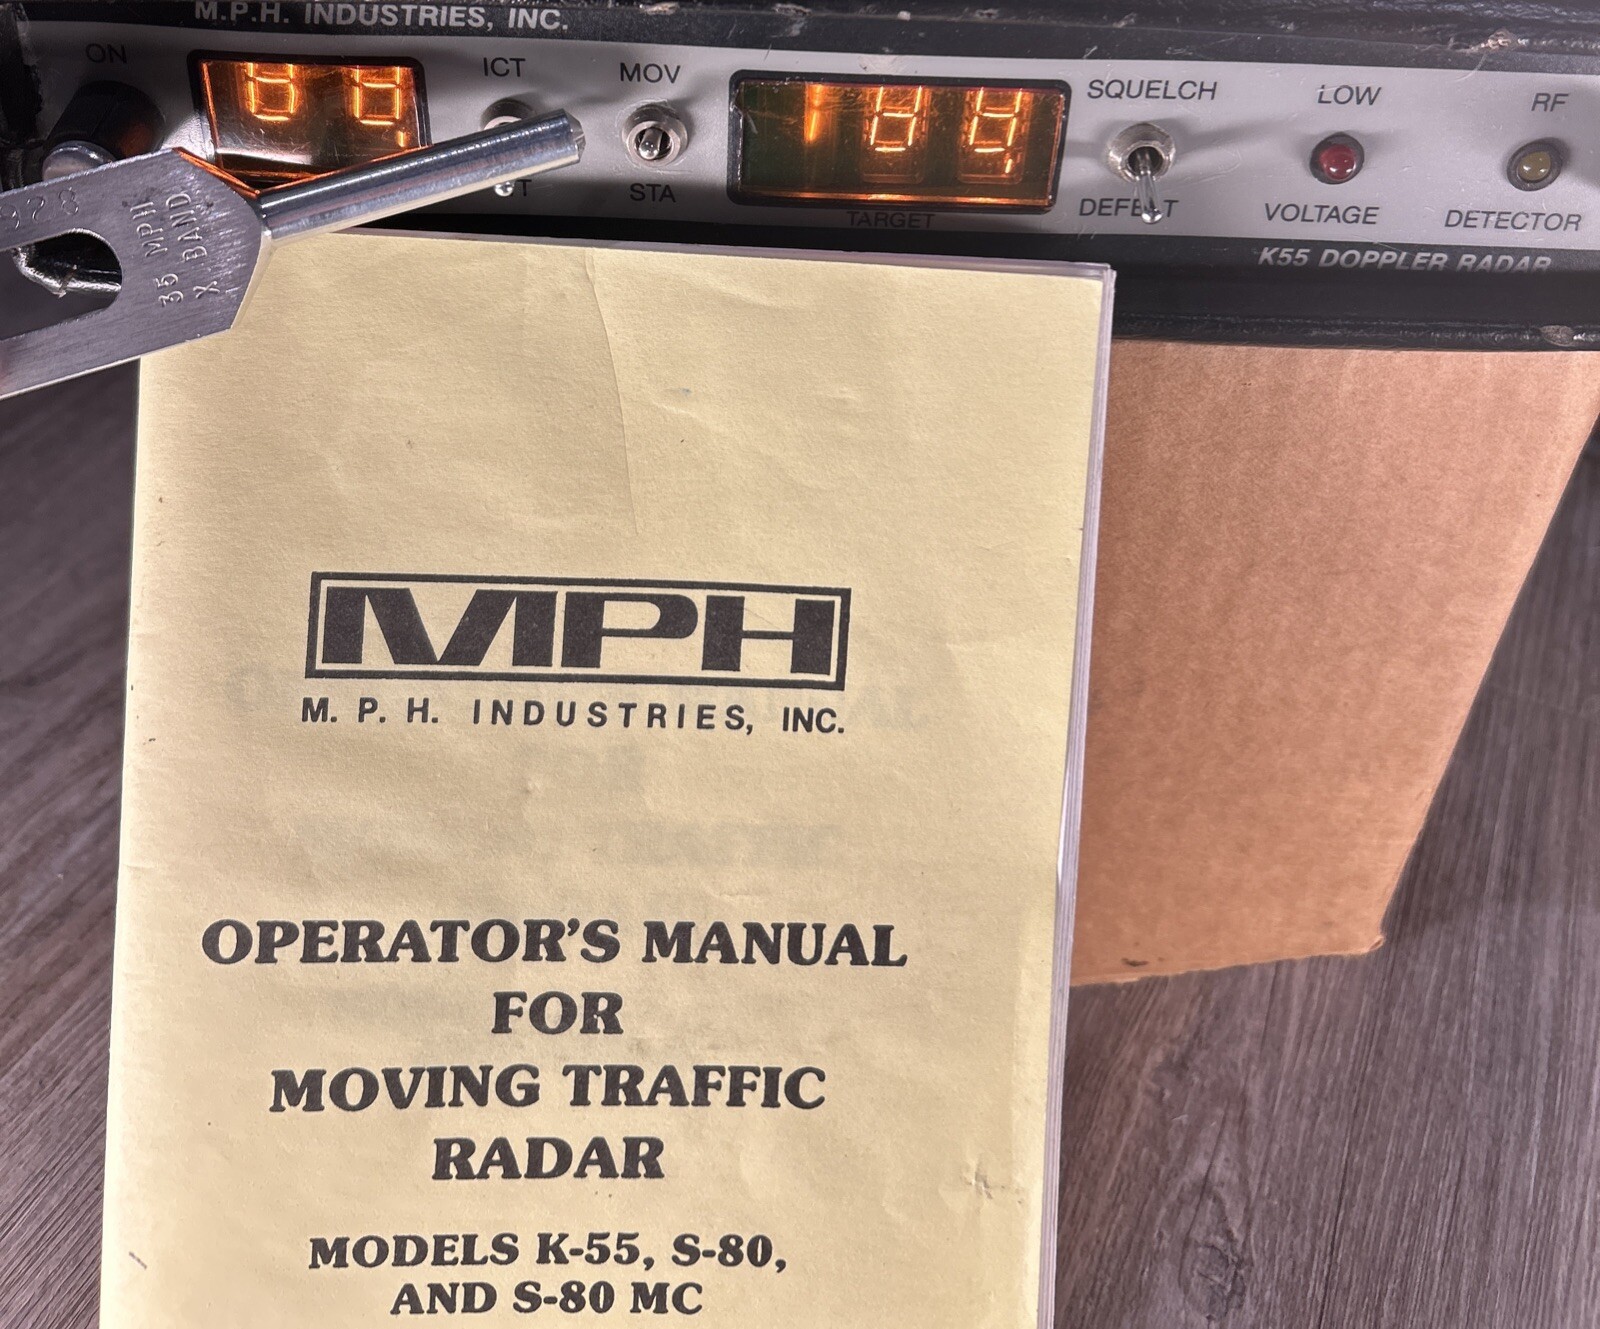 M.P.H. INDUSTRIES, INC.
ON
ICT
MOV
SQUELCH
LOW
RF
STA
TARGET
DEFEAT
VOLTAGE
DETECTOR
K55 DOPPLER RADAR
35 MPH
X BAND
MPH
M. P. H. INDUSTRIES, INC.
OPERATOR'S MANUAL
FOR
MOVING TRAFFIC
RADAR
MODELS K-55, S-80,
AND S-80 MC